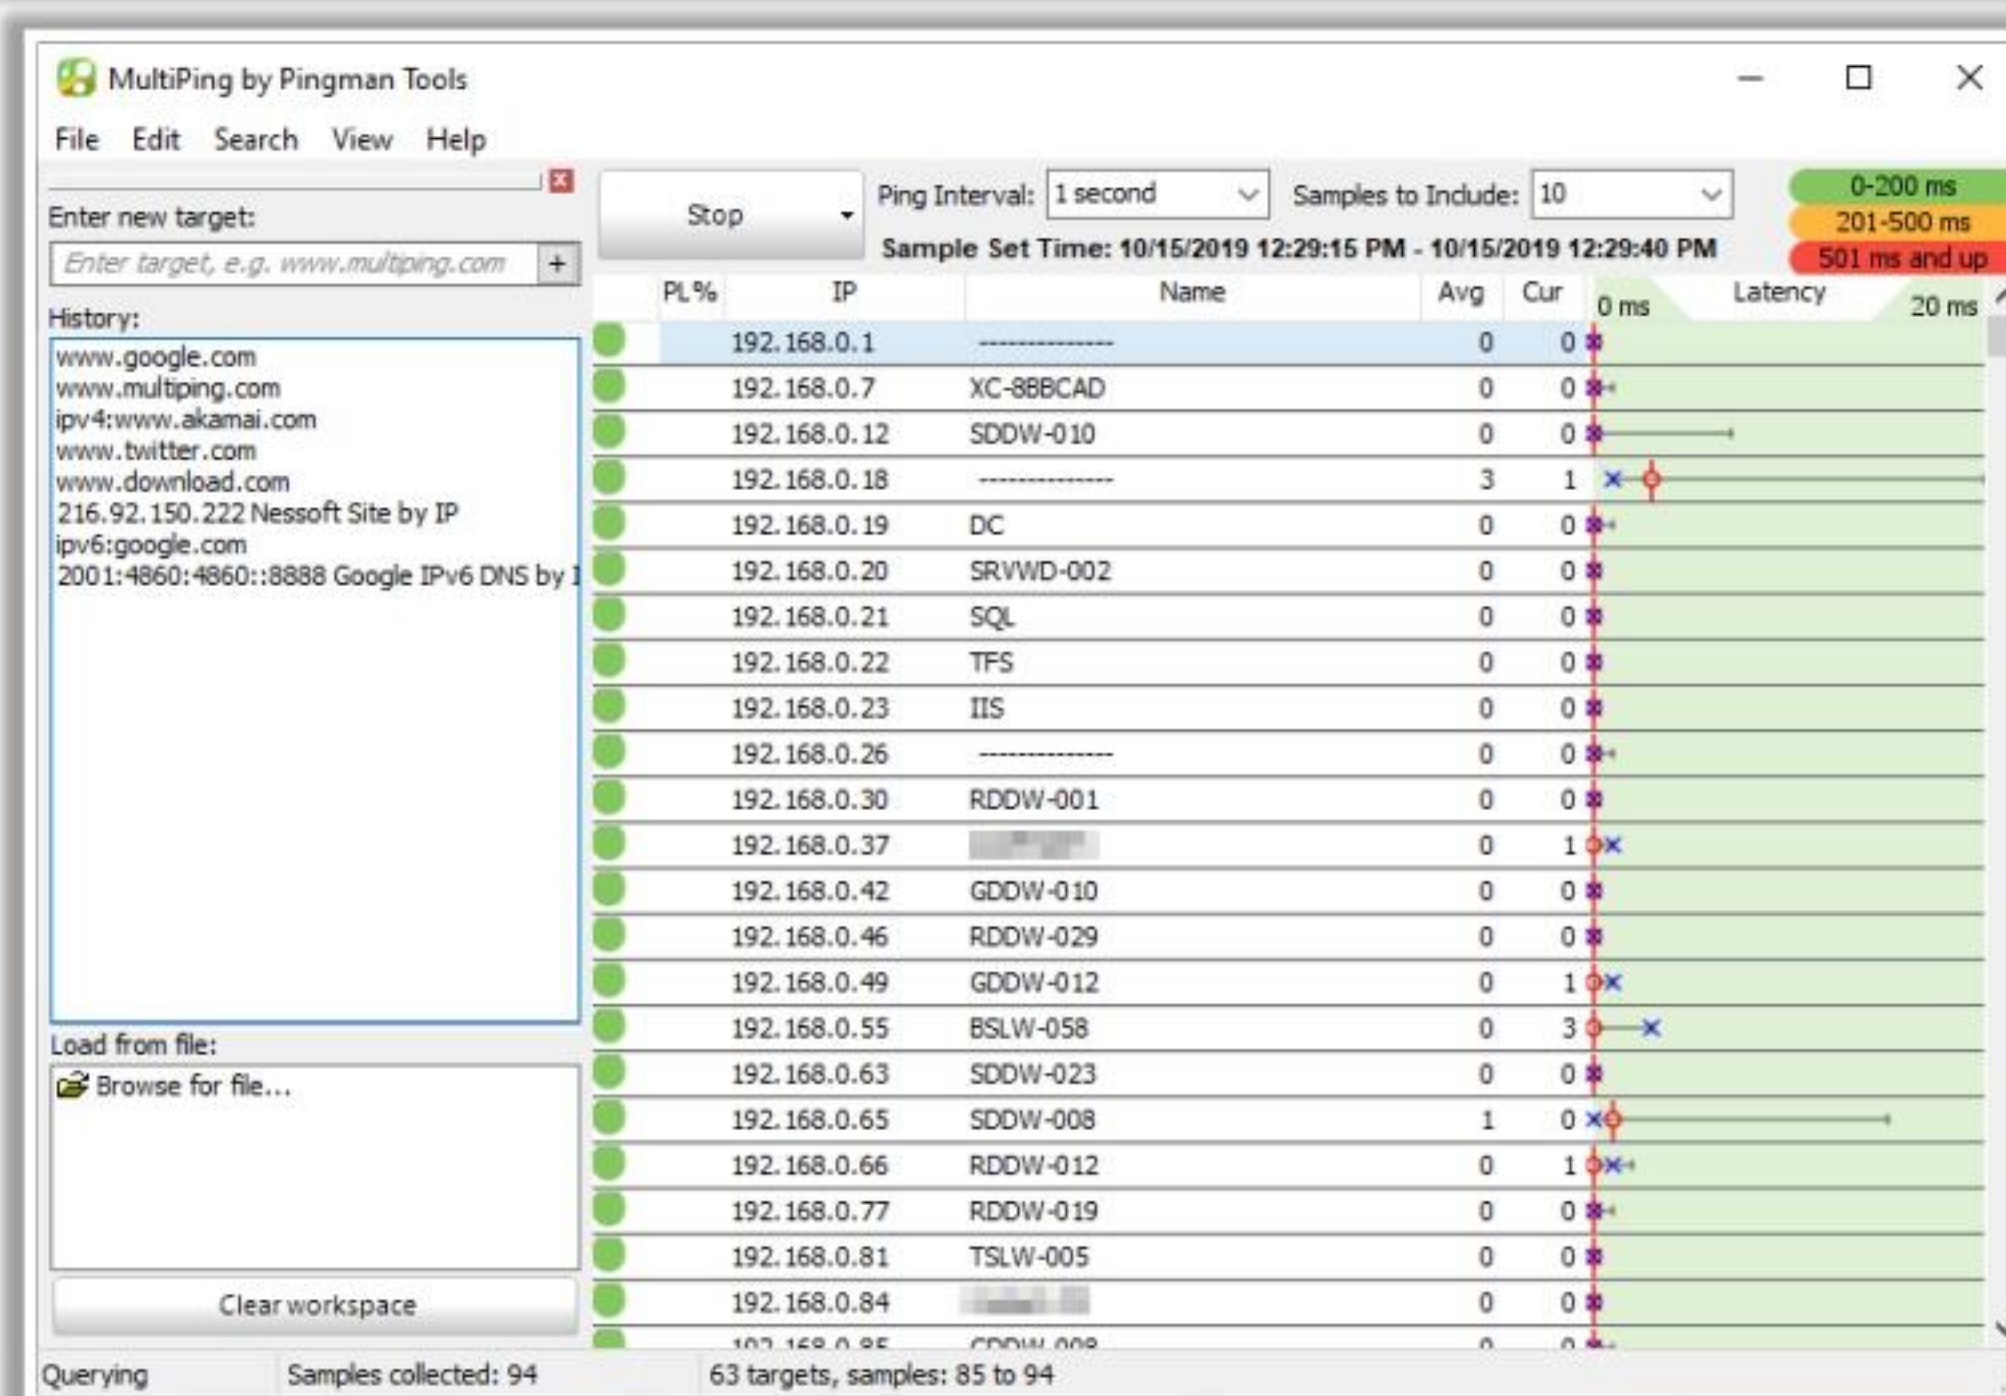 MultiPing by Pingman Tools
File Edit Search View Help
Enter new target:
Enter target, e.g. www.multiping.com +
History:
www.google.com
www.multiping.com
ipv4:www.akamai.com
www.twitter.com
www.download.com
216.92.150.222 Nessoft Site by IP
ipv6:google.com
2001:4860:4860::8888 Google IPv6 DNS by I
Load from file:
Browse for file...
Clear workspace
Stop Ping Interval: 1 second Samples to Include: 10
0-200 ms
201-500 ms
501 ms and up
Sample Set Time: 10/15/2019 12:29:15 PM - 10/15/2019 12:29:40 PM
PL% IP Name Avg Cur 0 ms Latency 20 ms
192.168.0.1 -------------- 0 0
192.168.0.7 XC-8BBCAD 0 0
192.168.0.12 SDDW-010 0 0
192.168.0.18 -------------- 3 1
192.168.0.19 DC 0 0
192.168.0.20 SRVWD-002 0 0
192.168.0.21 SQL 0 0
192.168.0.22 TFS 0 0
192.168.0.23 IIS 0 0
192.168.0.26 -------------- 0 0
192.168.0.30 RDDW-001 0 0
192.168.0.37 0 1
192.168.0.42 GDDW-010 0 0
192.168.0.46 RDDW-029 0 0
192.168.0.49 GDDW-012 0 1
192.168.0.55 BSLW-058 0 3
192.168.0.63 SDDW-023 0 0
192.168.0.65 SDDW-008 1 0
192.168.0.66 RDDW-012 0 1
192.168.0.77 RDDW-019 0 0
192.168.0.81 TSLW-005 0 0
192.168.0.84 0 0
Querying Samples collected: 94 63 targets, samples: 85 to 94